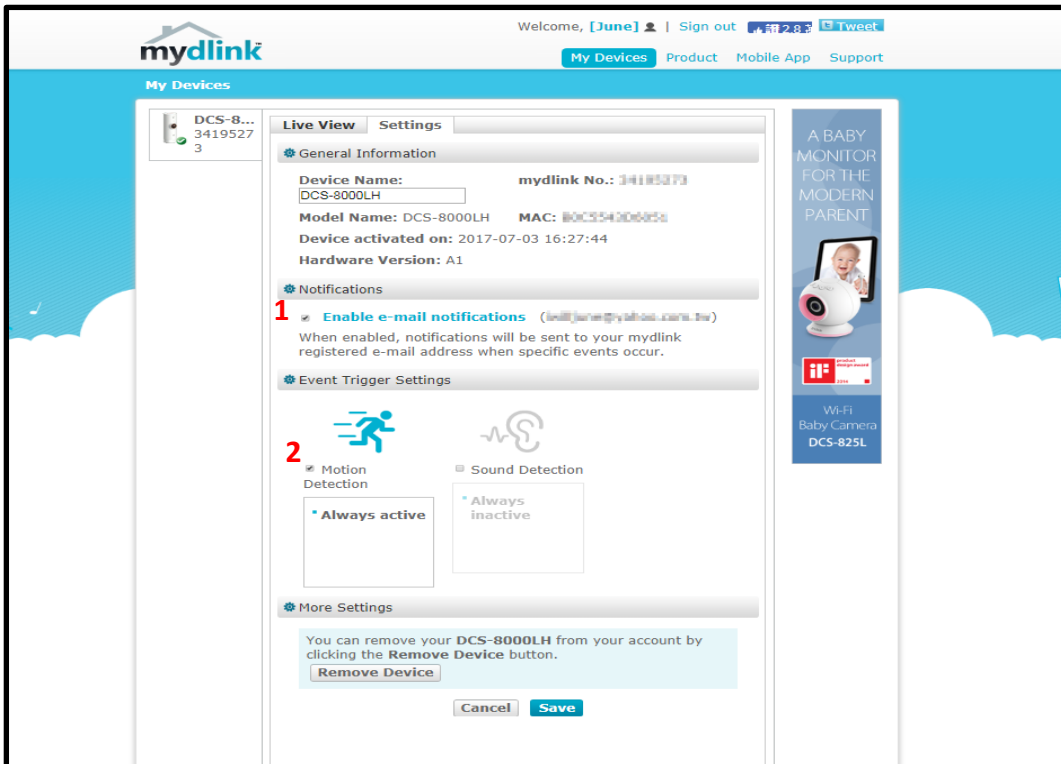 Welcome, [June] | Sign out Tweet
mydlink
My Devices Product Mobile App Support
My Devices
DCS-8...
3419527
3
Live View Settings
General Information
Device Name: mydlink No.:
DCS-8000LH
Model Name: DCS-8000LH MAC:
Device activated on: 2017-07-03 16:27:44
Hardware Version: A1
Notifications
1
Enable e-mail notifications
When enabled, notifications will be sent to your mydlink
registered e-mail address when specific events occur.
Event Trigger Settings
2
Motion
Detection
Sound Detection
Always active
Always
inactive
More Settings
You can remove your DCS-8000LH from your account by
clicking the Remove Device button.
Remove Device
Cancel Save
A BABY
MONITOR
FOR THE
MODERN
PARENT
iF product
design award
Wi-Fi
Baby Camera
DCS-825L